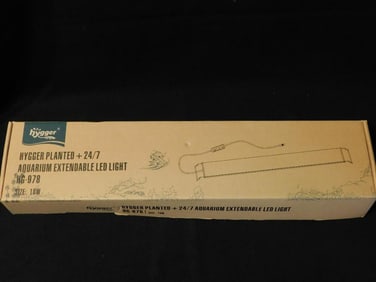 hygger
HYGGER PLANTED + 24/7
AQUARIUM EXTENDABLE LED LIGHT
HG-978
SIZE: 18W
HYGGER PLANTED + 24/7 AQUARIUM EXTENDABLE LED LIGHT
HG-978